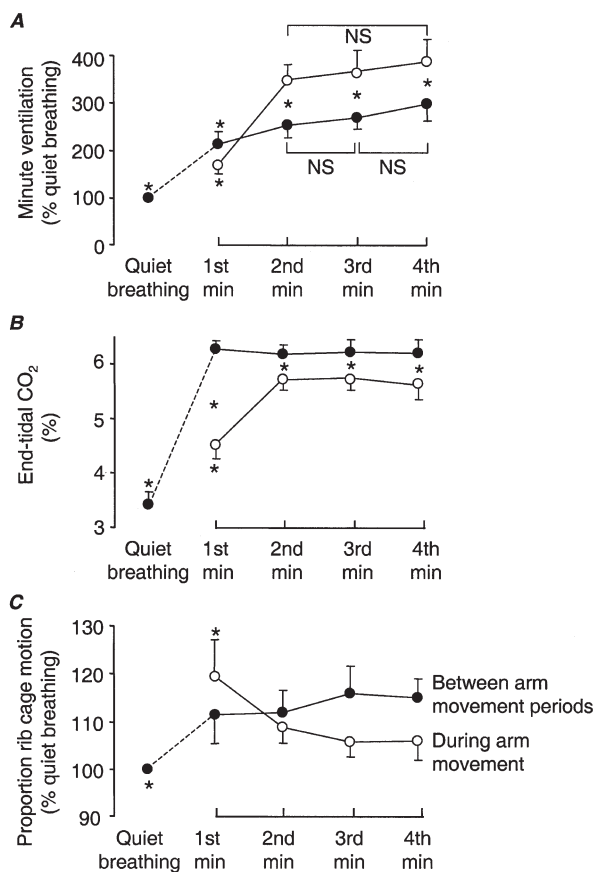 A
Minute ventilation
(% quiet breathing)
400
300
200
100
0
NS
NS
NS
*
*
*
*
*
*
Quiet
breathing
1st
min
2nd
min
3rd
min
4th
min
B
End-tidal CO2
(%)
6
5
4
3
*
*
*
*
*
*
Quiet
breathing
1st
min
2nd
min
3rd
min
4th
min
C
Proportion rib cage motion
(% quiet breathing)
130
120
110
100
90
*
*
Between arm
movement periods
During arm
movement
Quiet
breathing
1st
min
2nd
min
3rd
min
4th
min